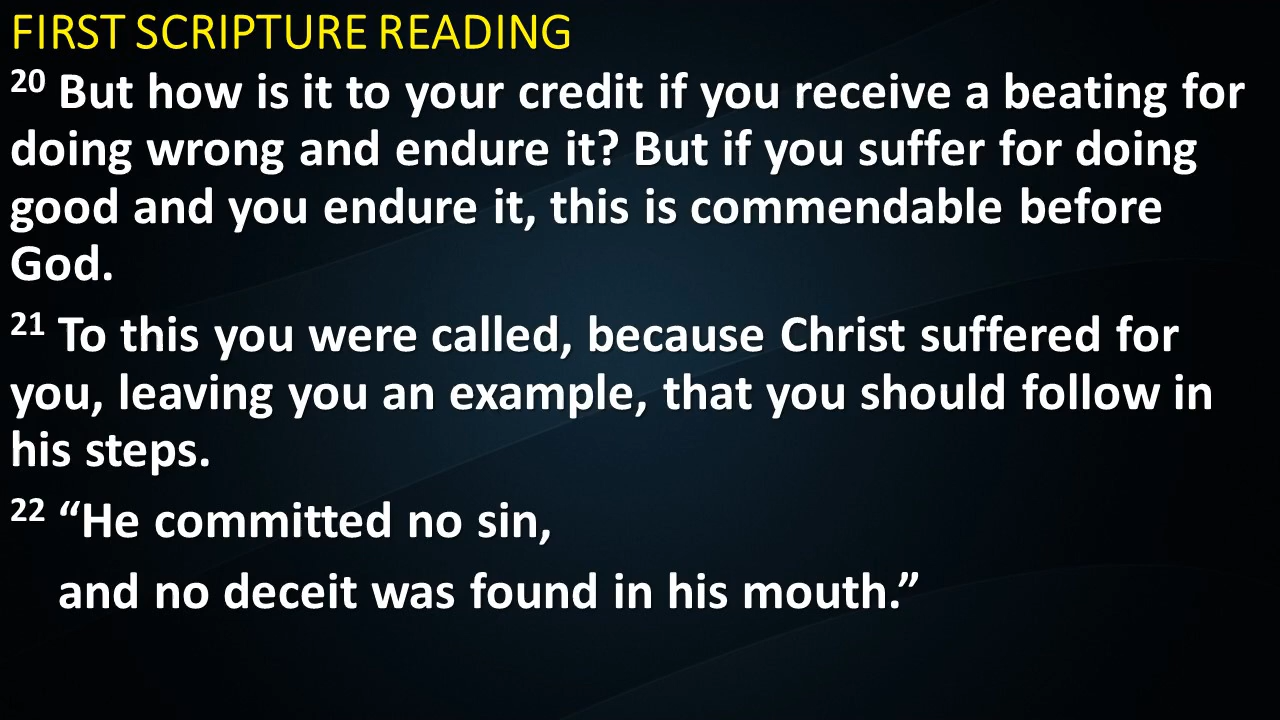 FIRST SCRIPTURE READING
20 But how is it to your credit if you receive a beating for
doing wrong and endure it? But if you suffer for doing
good and you endure it, this is commendable before
God.
21 To this you were called, because Christ suffered for
you, leaving you an example, that you should follow in
his steps.
22 “He committed no sin,
and no deceit was found in his mouth.”